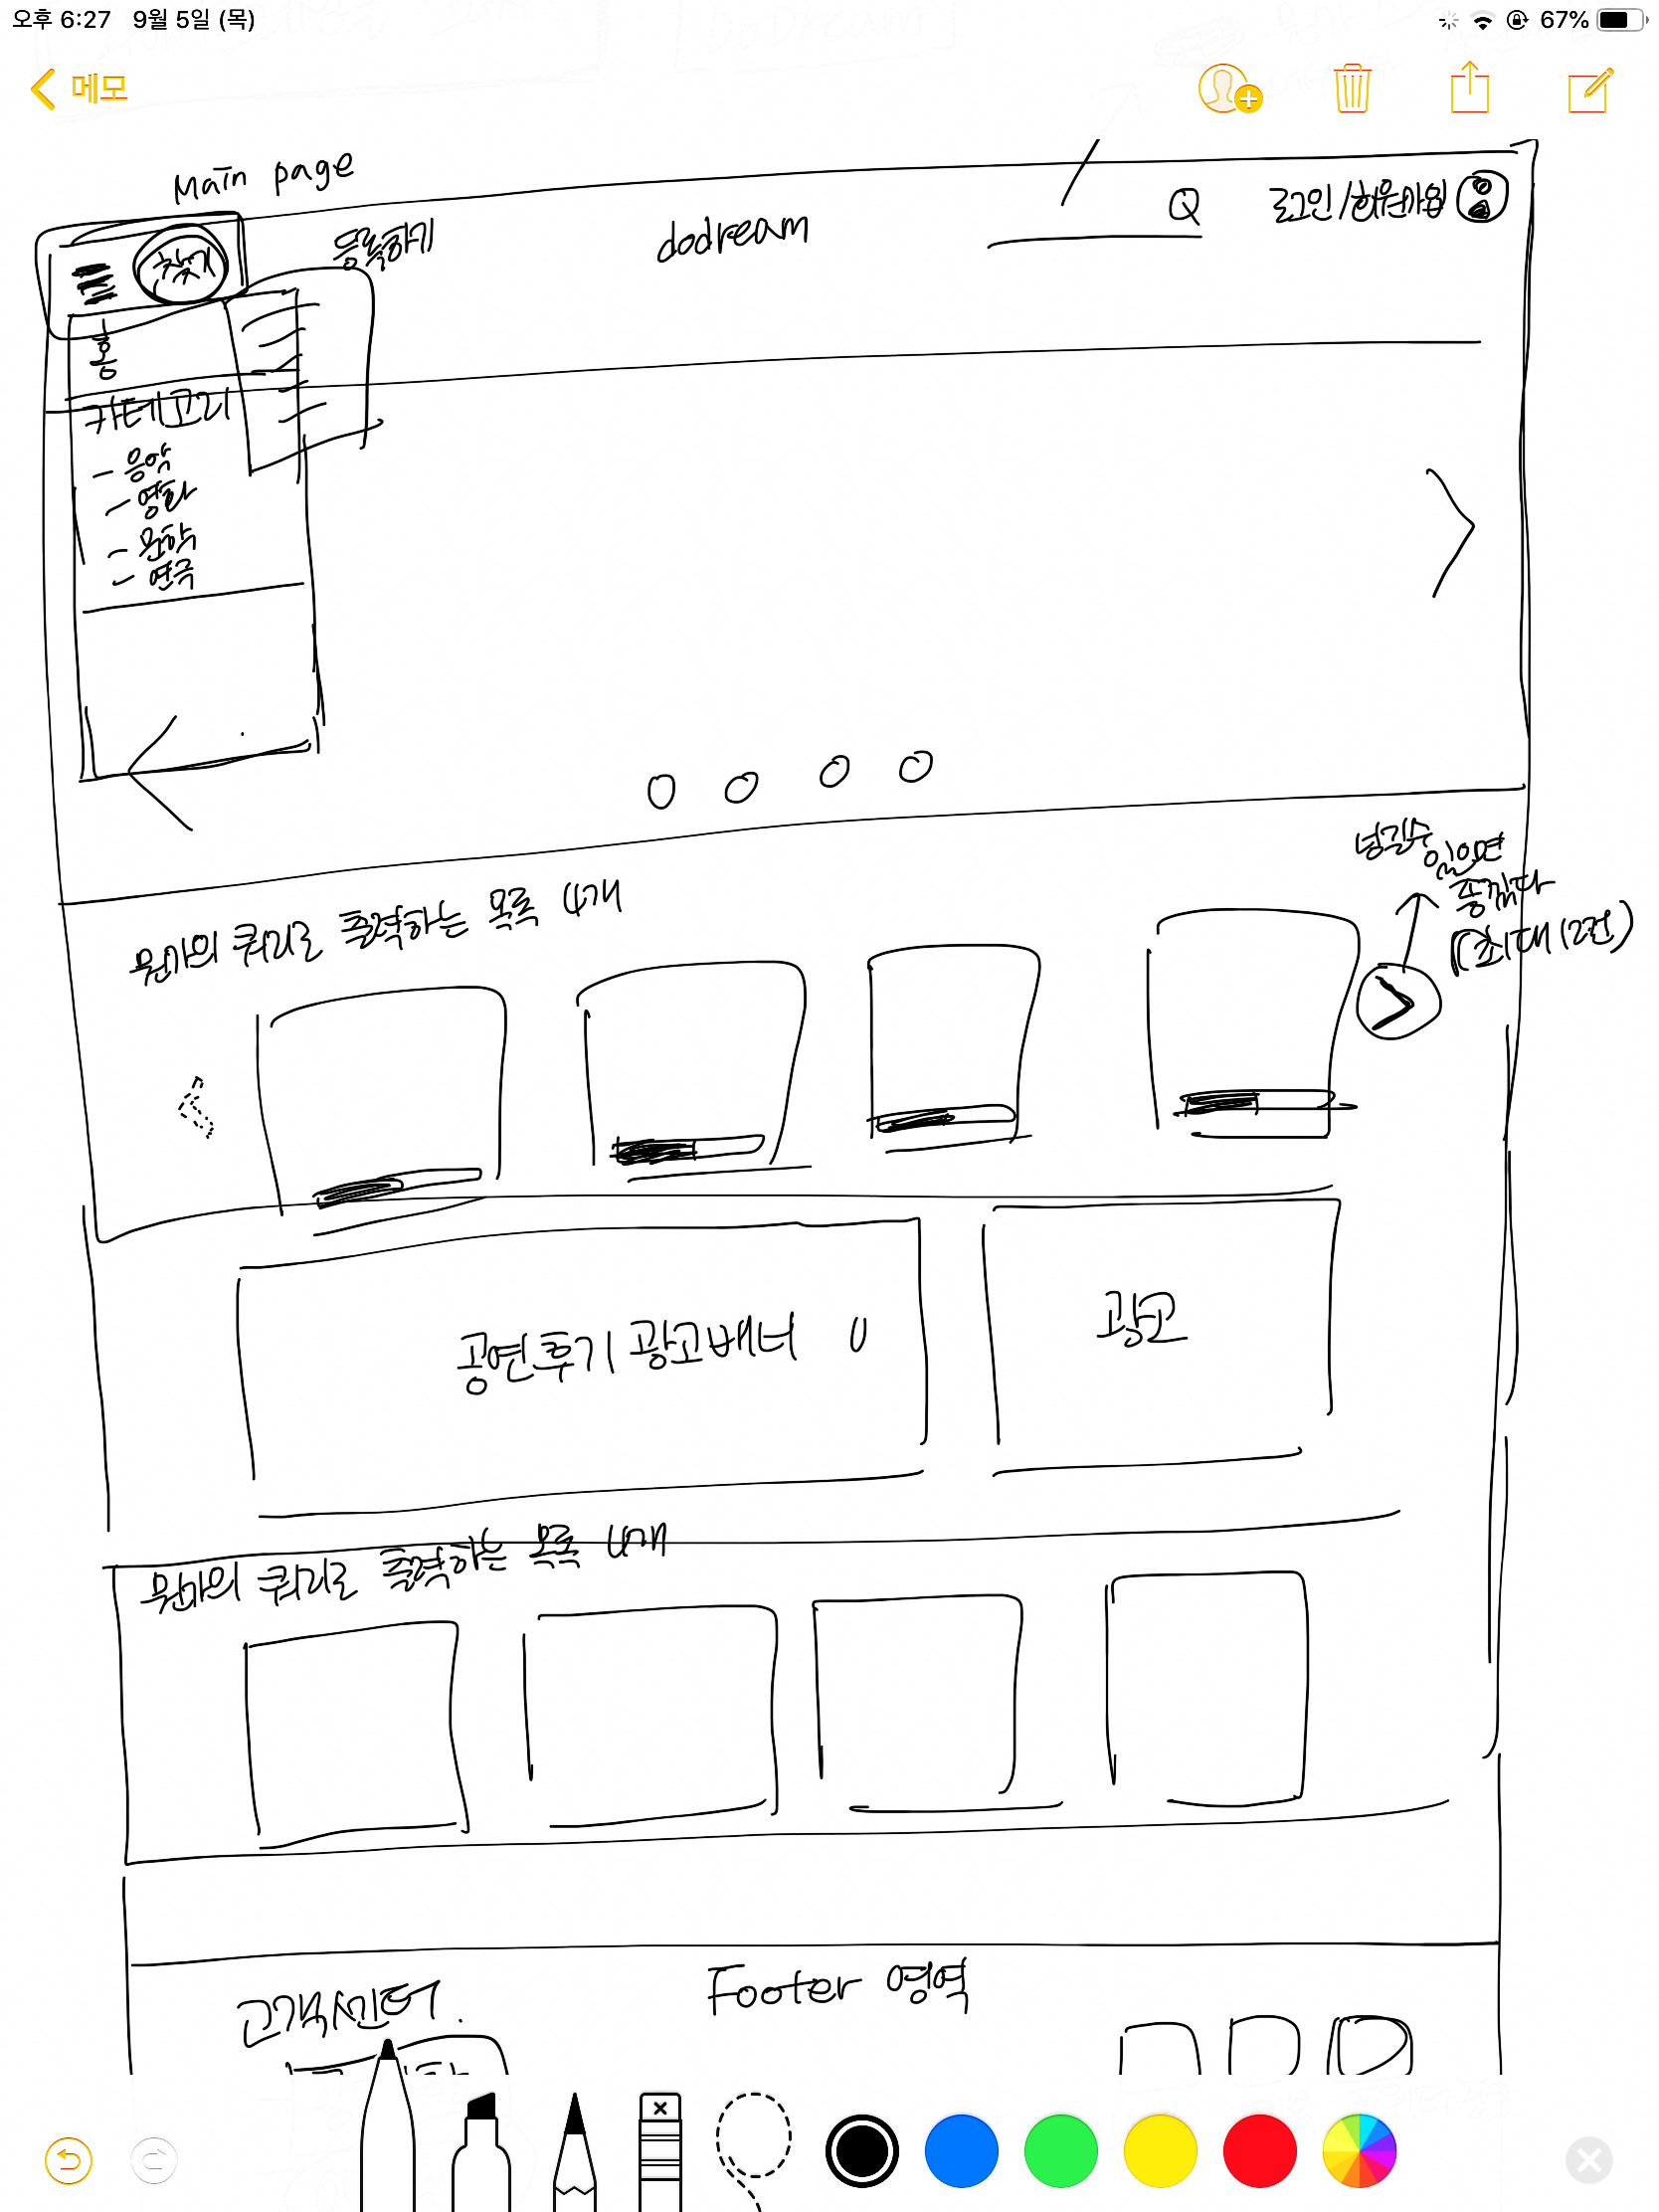 오후 6:27 9월 5일 (목) 67%
메모
Main page
찾기 등록하기 dodream Q 로그인/회원가입
홈
카테고리
- 음악
- 영화
- 문학
- 연극
넘길수 있으면
좋겠다
(최대 12건)
뭔가의 쿼리로 출력하는 목록 4개
공연후기 광고배너 광고
뭔가의 쿼리로 출력하는 목록 4개
Footer 영역
고객센터